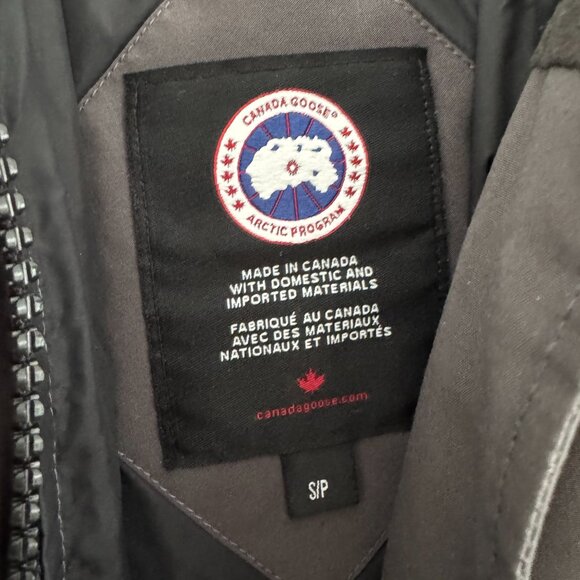 CANADA GOOSE®
ARCTIC PROGRAM
MADE IN CANADA
WITH DOMESTIC AND
IMPORTED MATERIALS
FABRIQUÉ AU CANADA
AVEC DES MATERIAUX
NATIONAUX ET IMPORTÉS
canadagoose.com
S/P